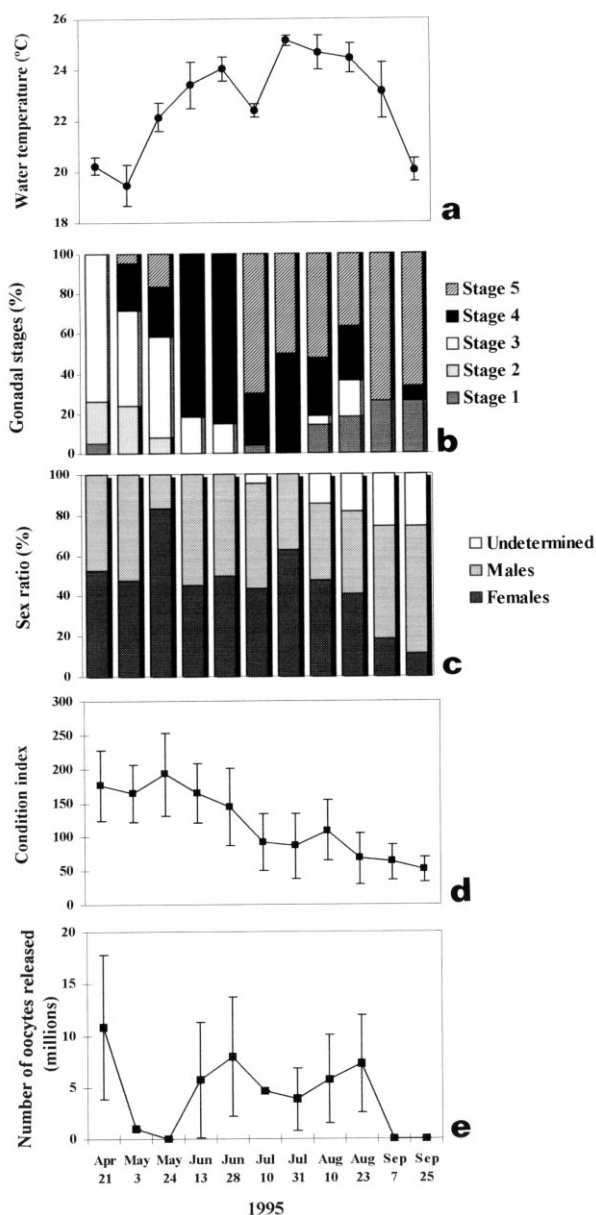 26
24
22
20
18
Water temperature (°C)
a
100
80
60
40
20
0
Gonadal stages (%)
Stage 5
Stage 4
Stage 3
Stage 2
Stage 1
b
100
80
60
40
20
0
Sex ratio (%)
Undetermined
Males
Females
c
300
250
200
150
100
50
0
Condition index
d
20
15
10
5
0
Number of oocytes released
(millions)
e
Apr May May Jun Jun Jul Jul Aug Aug Sep Sep
21 3 24 13 28 10 31 10 23 7 25
1995